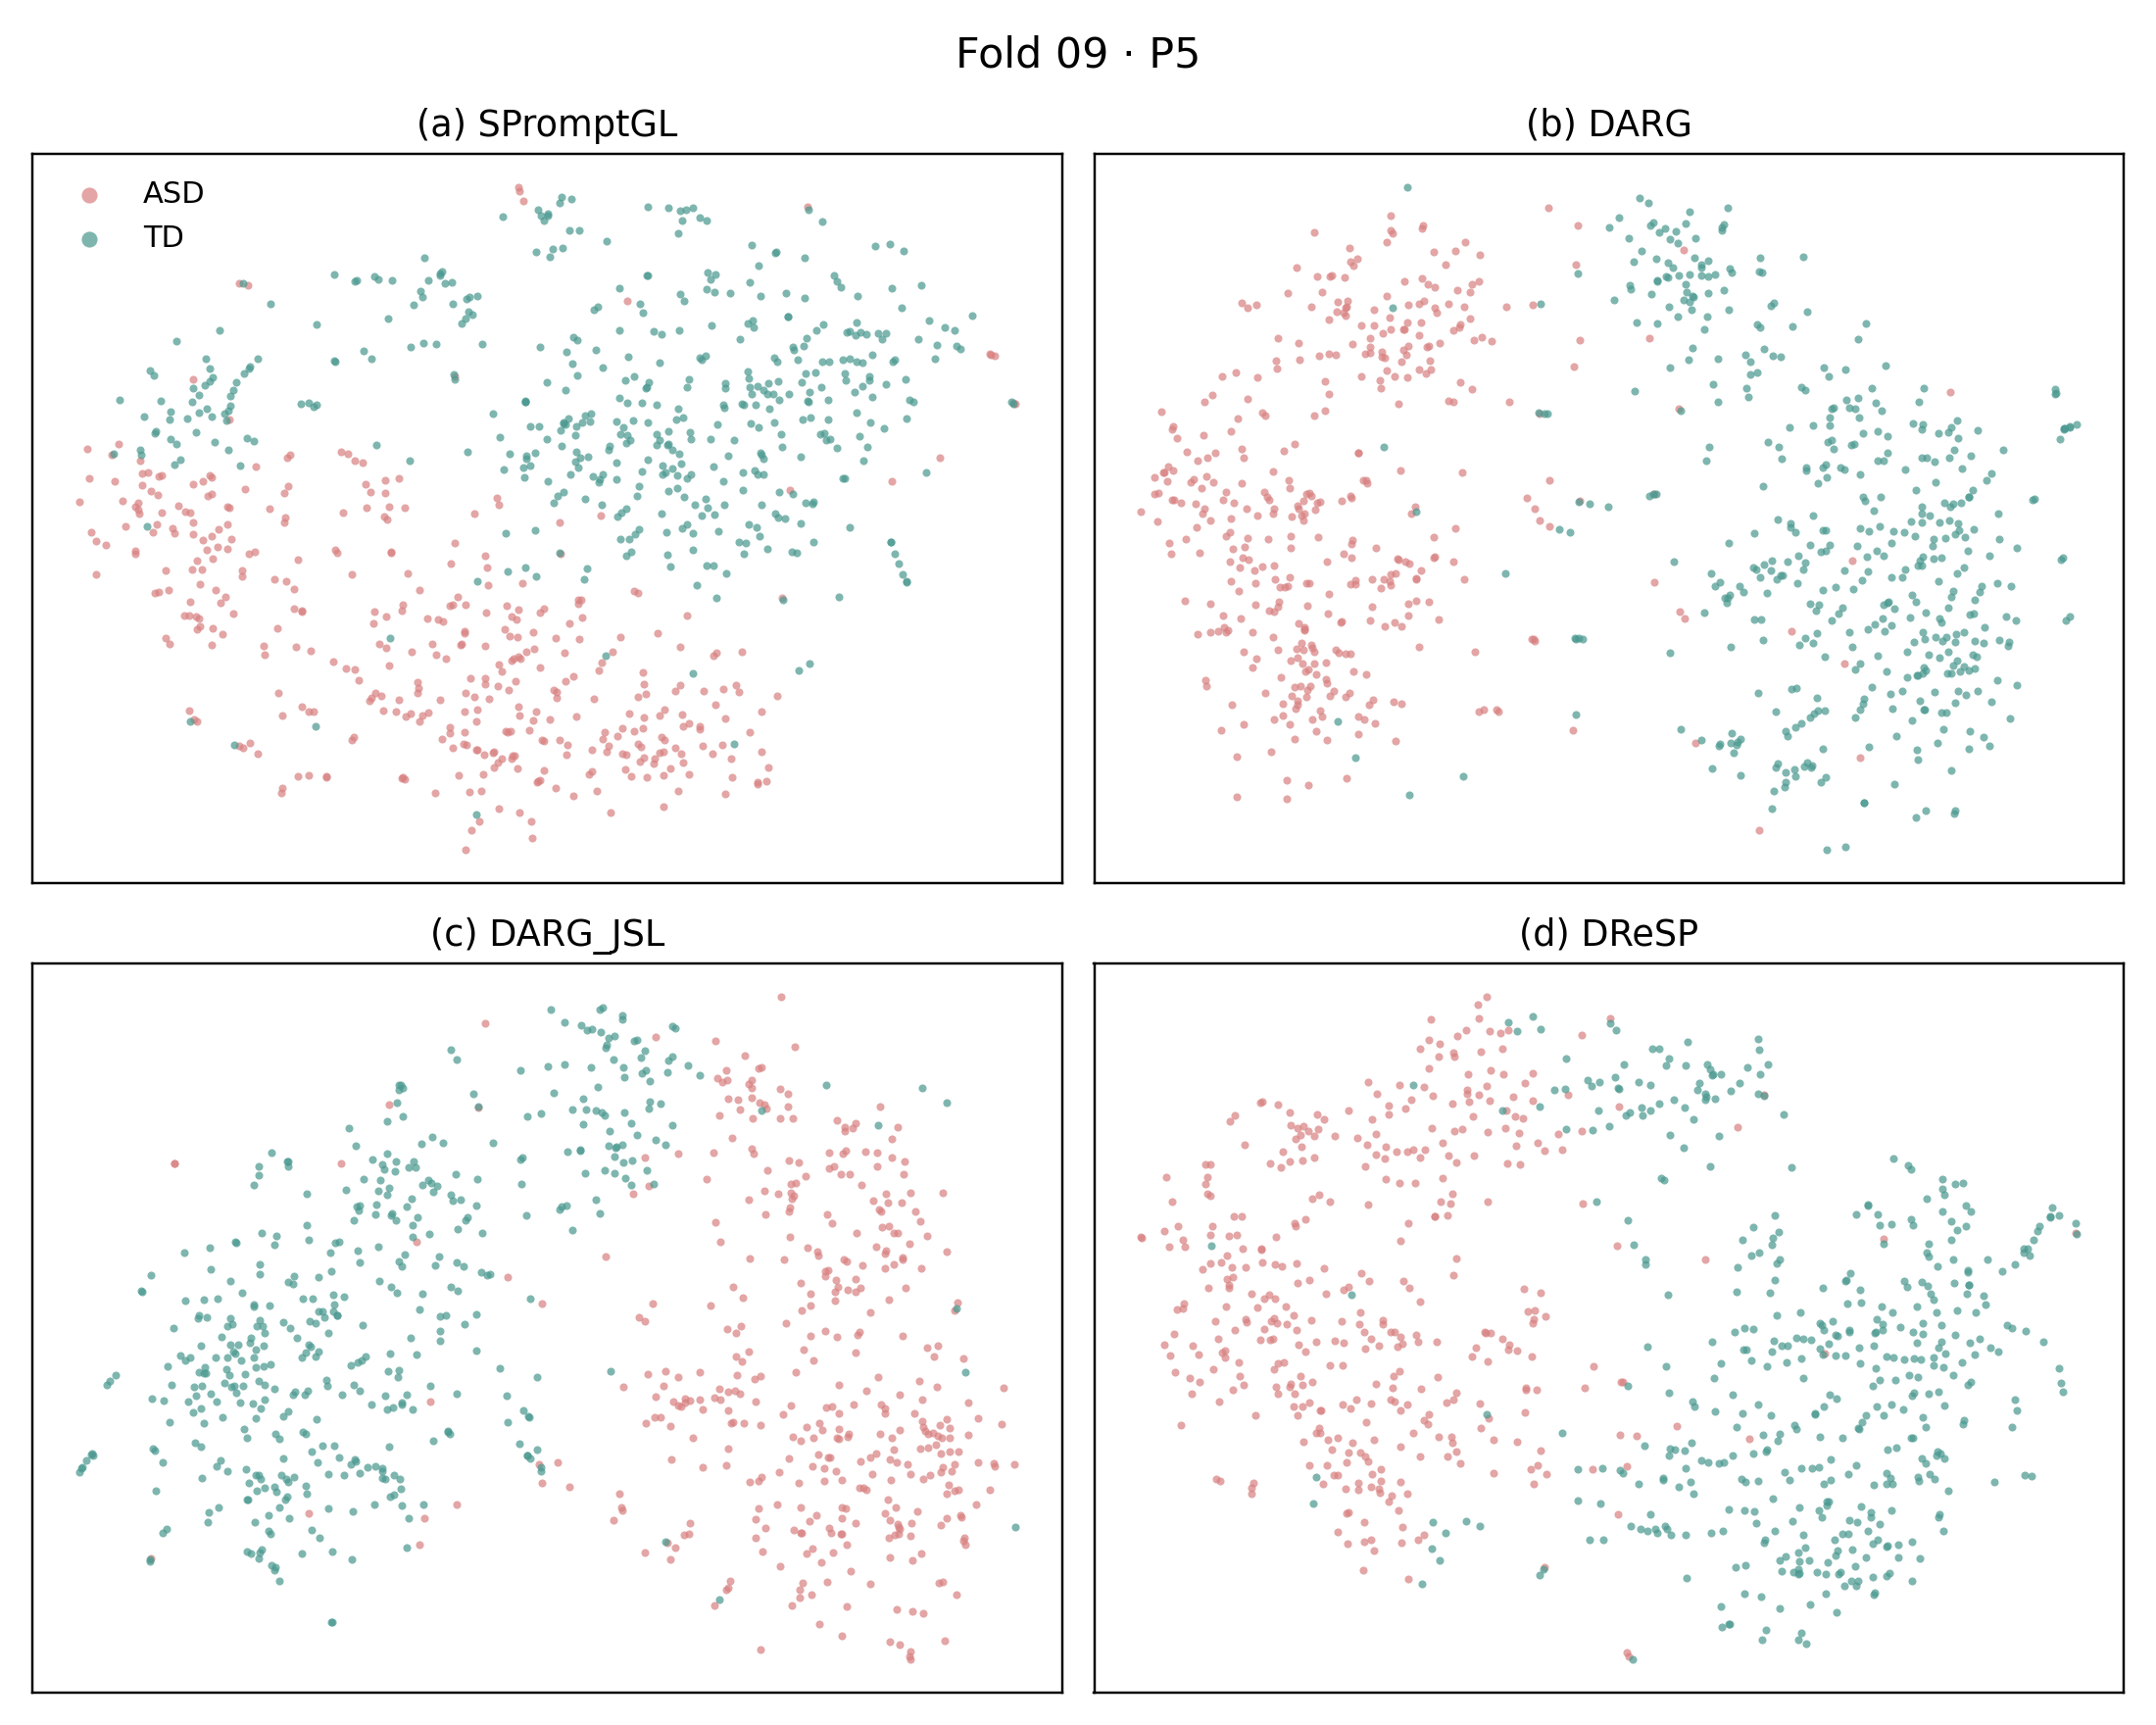 Fold 09 · P5
(a) SPromptGL
(b) DARG
ASD
TD
(c) DARG_JSL
(d) DReSP